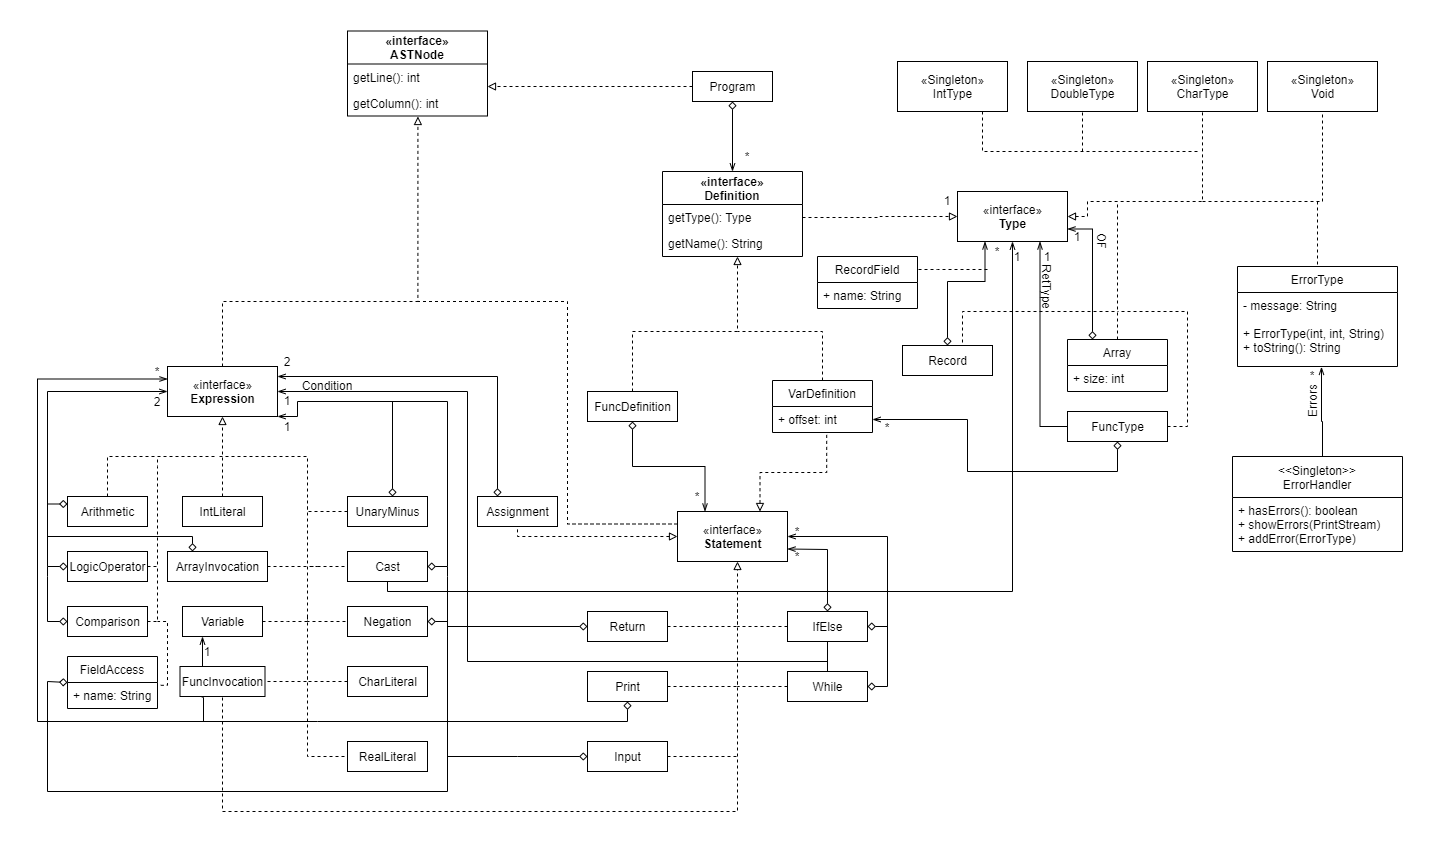 «interface»
ASTNode
getLine(): int
getColumn(): int
Program
*
«interface»
Definition
getType(): Type
getName(): String
«Singleton»
IntType
«Singleton»
DoubleType
«Singleton»
CharType
«Singleton»
Void
1
«interface»
Type
*
1
1
1
OF
RetType
RecordField
+ name: String
Record
Array
+ size: int
FuncType
ErrorType
- message: String
+ ErrorType(int, int, String)
+ toString(): String
*
Errors
<<Singleton>>
ErrorHandler
+ hasErrors(): boolean
+ showErrors(PrintStream)
+ addError(ErrorType)
*
2
«interface»
Expression
2
Condition
1
1
FuncDefinition
VarDefinition
+ offset: int
*
*
Arithmetic
IntLiteral
UnaryMinus
Assignment
«interface»
Statement
*
*
LogicOperator
ArrayInvocation
Cast
Comparison
Variable
Negation
Return
IfElse
1
FieldAccess
+ name: String
FuncInvocation
CharLiteral
Print
While
RealLiteral
Input